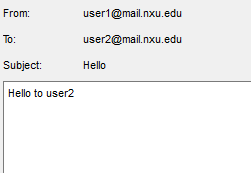 From: user1@mail.nxu.edu
To: user2@mail.nxu.edu
Subject: Hello
Hello to user2